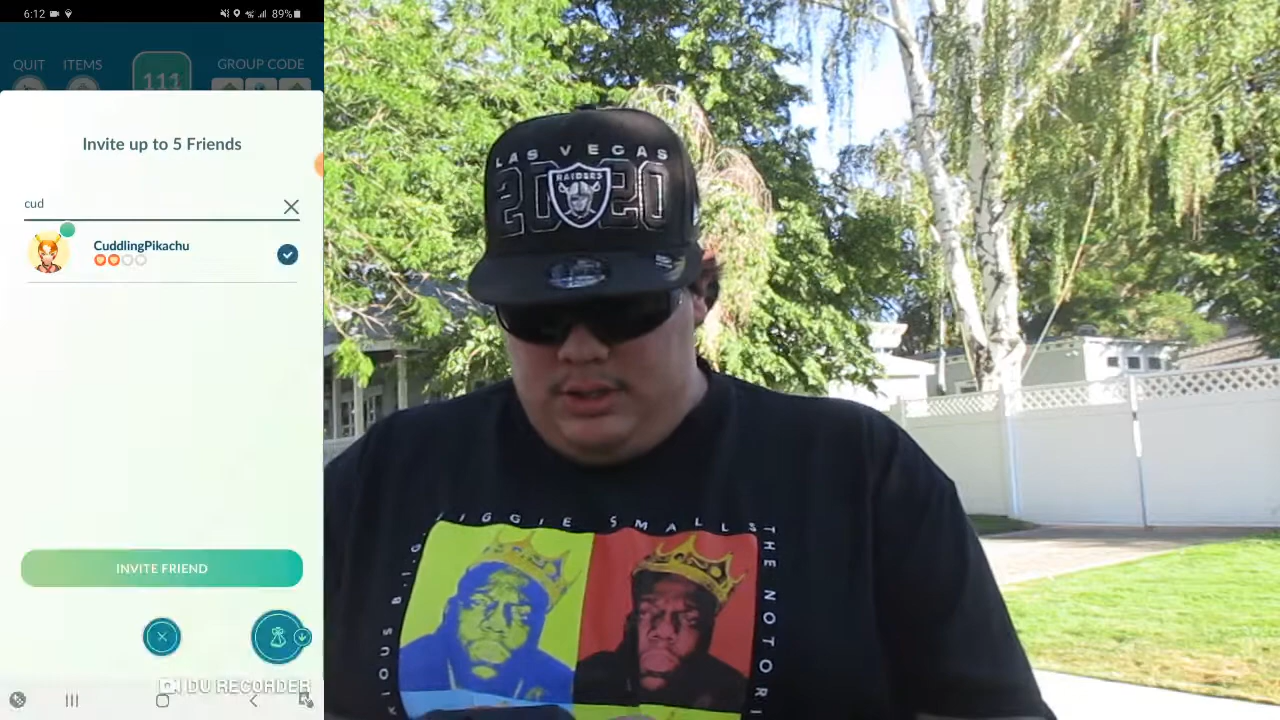 6:12
89%
QUIT
ITEMS
111
GROUP CODE
Invite up to 5 Friends
cud
CuddlingPikachu
INVITE FRIEND
DU RECORDER
LAS VEGAS
2020
RAIDERS
BIGGIE SMALLS
THE NOTORI
IOUS B.I.G.